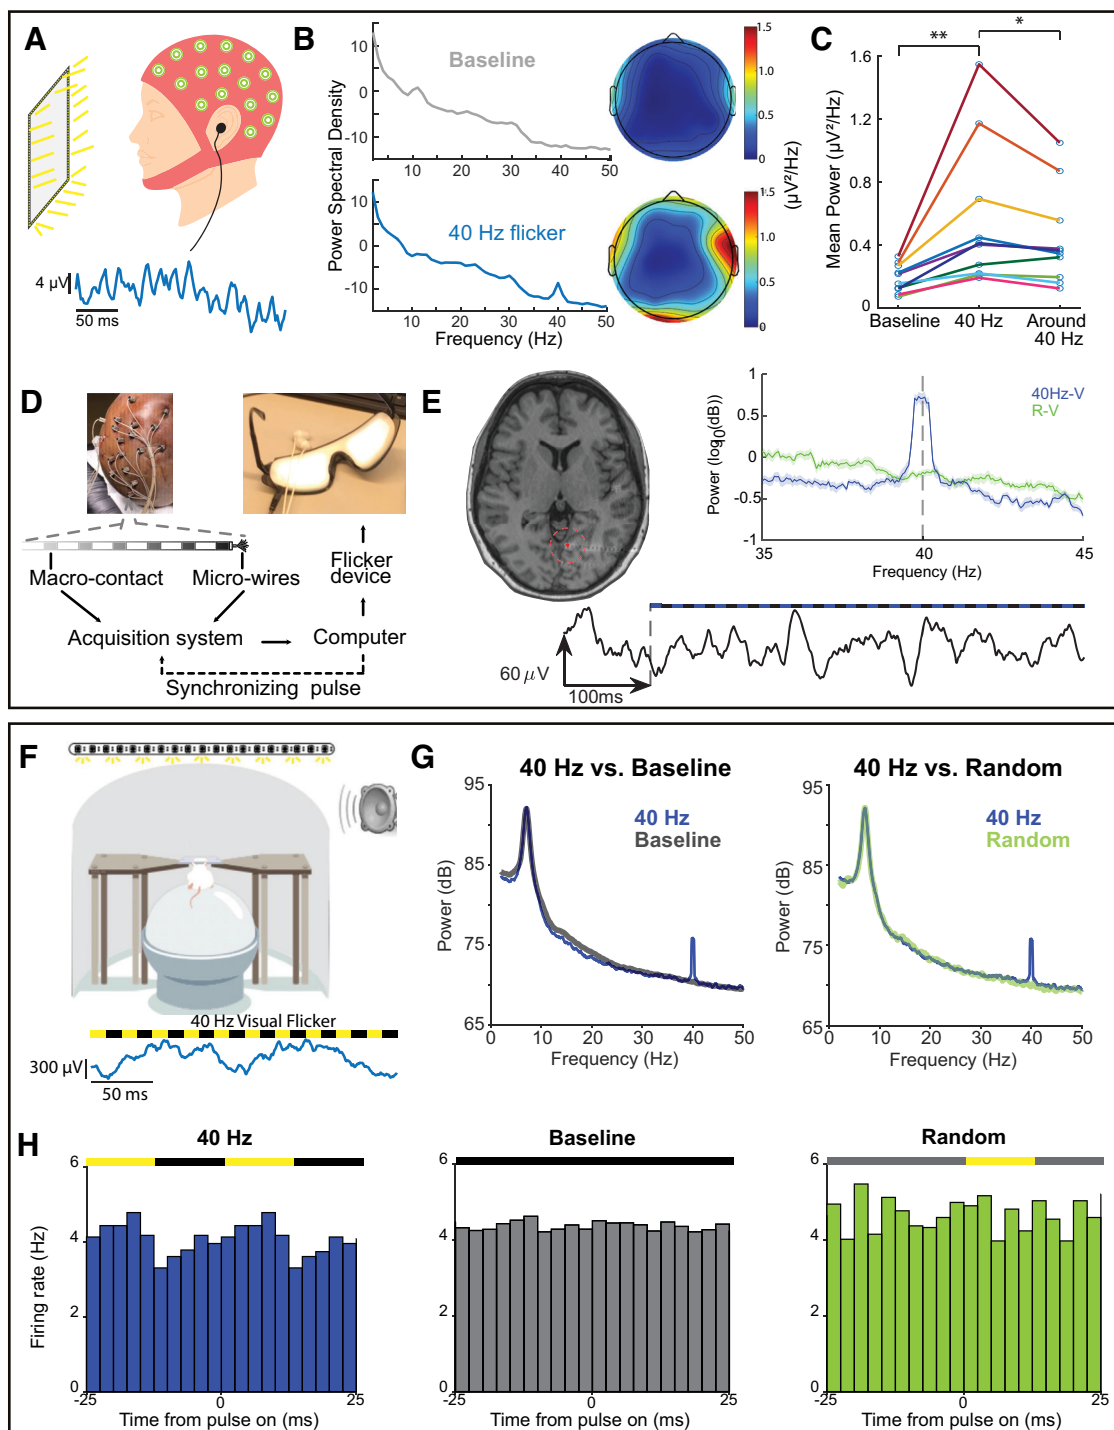 A
4 µV
50 ms
B
Power Spectral Density
10
0
-10
Baseline
10
20
30
40
50
10
0
-10
40 Hz flicker
10
20
30
40
50
Frequency (Hz)
1.5
1.0
0.5
0
1.5
1.0
0.5
0
(µV²/Hz)
C
**
*
Mean Power (µV²/Hz)
1.6
1.2
0.8
0.4
0
Baseline
40 Hz
Around
40 Hz
D
Macro-contact
Micro-wires
Flicker
device
Acquisition system
Computer
Synchronizing pulse
E
Power (log₁₀(dB))
1
0.5
0
-0.5
-1
40Hz-V
R-V
35
40
45
Frequency (Hz)
60 µV
100ms
F
40 Hz Visual Flicker
300 µV
50 ms
G
40 Hz vs. Baseline
95
85
75
65
Power (dB)
40 Hz
Baseline
0
10
20
30
40
50
Frequency (Hz)
40 Hz vs. Random
95
85
75
65
Power (dB)
40 Hz
Random
0
10
20
30
40
50
Frequency (Hz)
H
40 Hz
Firing rate (Hz)
6
4
2
0
-25
0
25
Time from pulse on (ms)
Baseline
6
4
2
0
-25
0
25
Time from pulse on (ms)
Random
6
4
2
0
-25
0
25
Time from pulse on (ms)